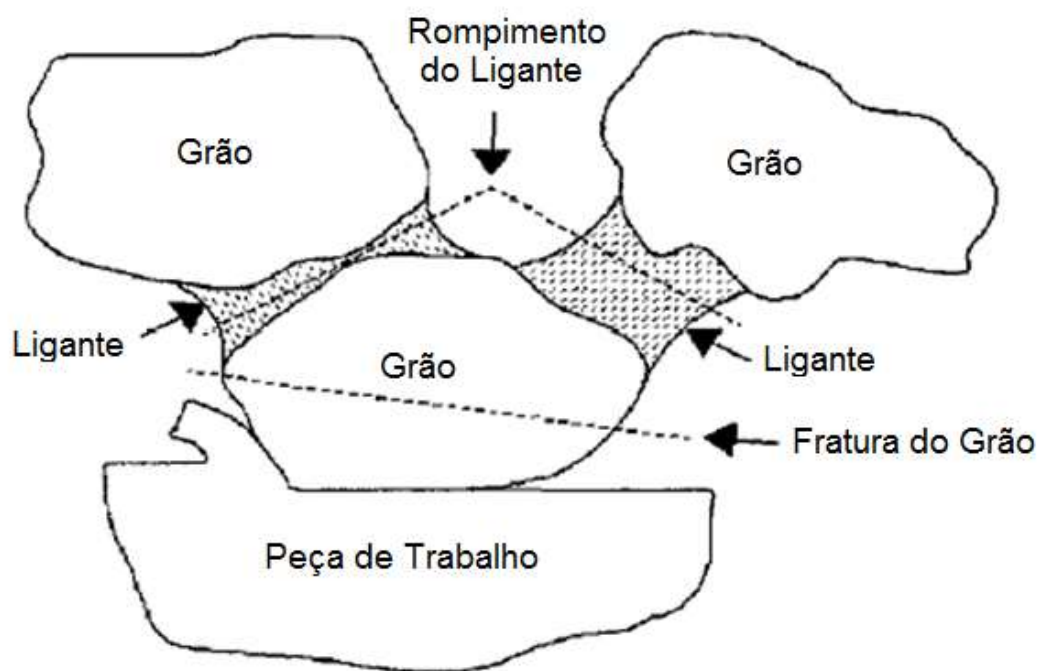 Rompimento
do Ligante
Grão
Grão
Ligante
Grão
Ligante
Fratura do Grão
Peça de Trabalho